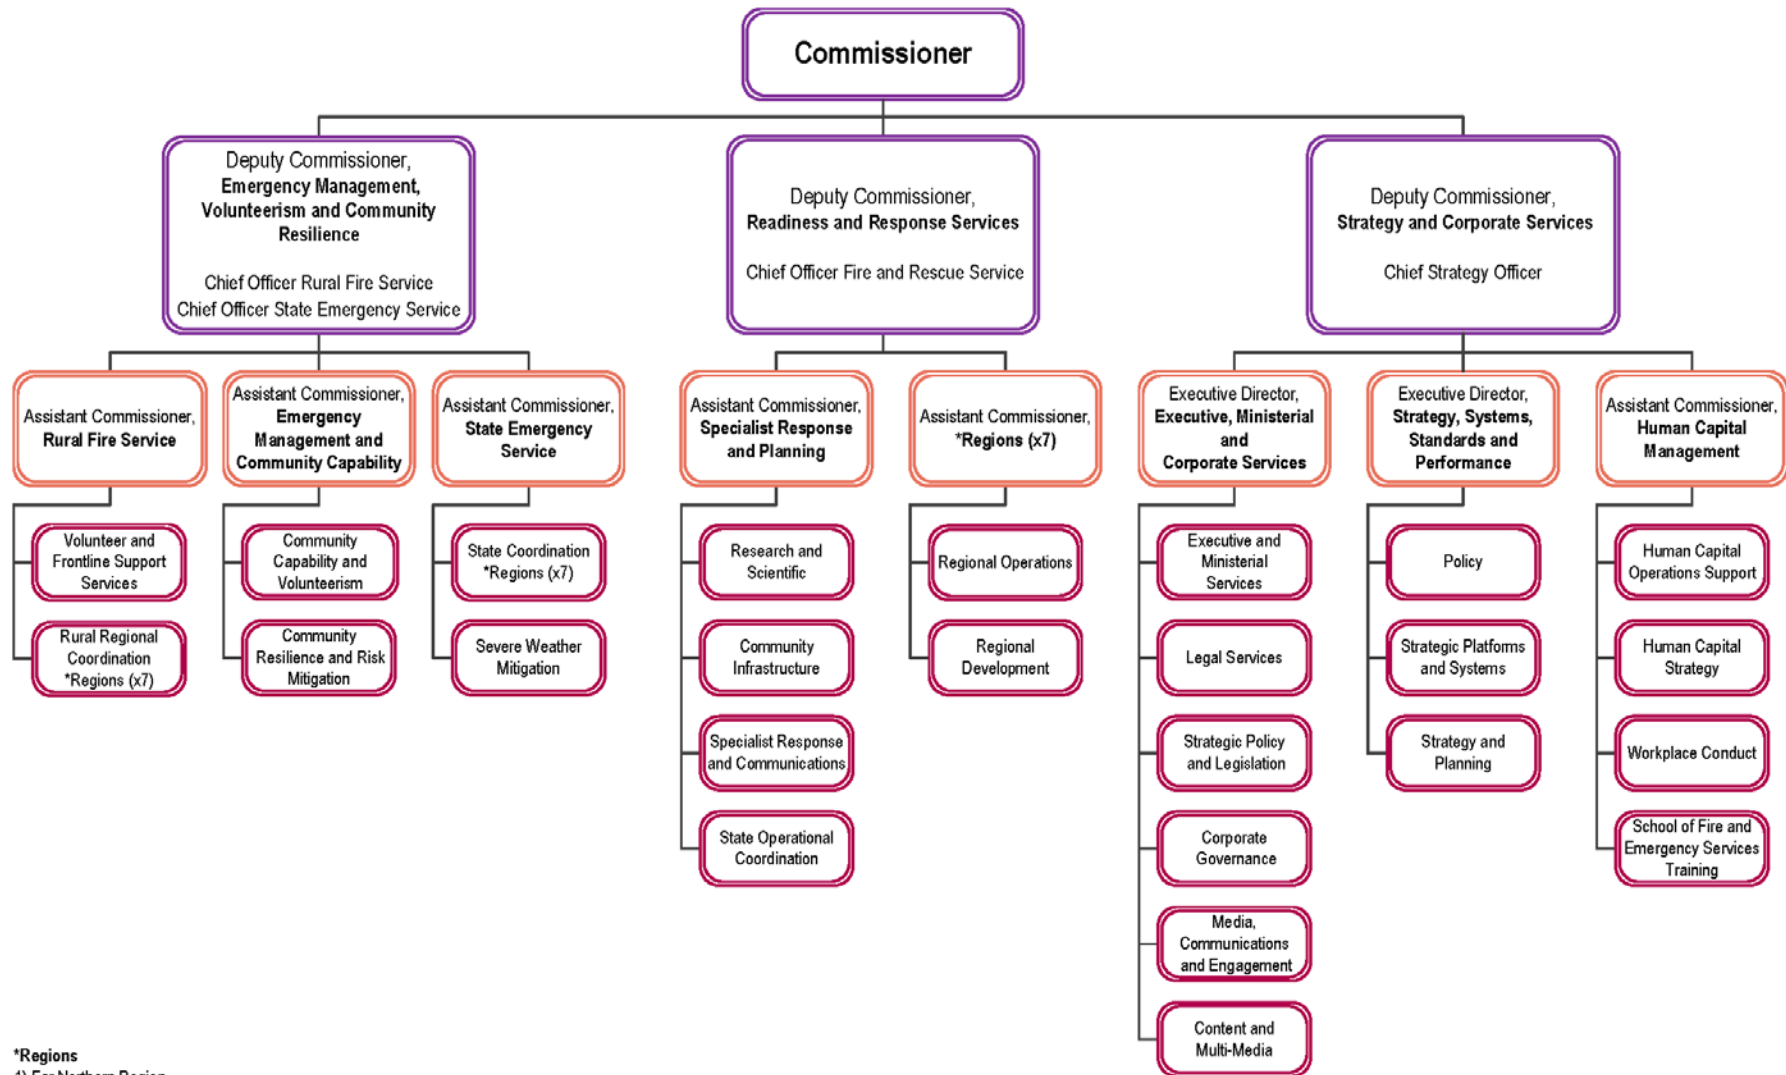 Commissioner
Deputy Commissioner,
Emergency Management,
Volunteerism and Community
Resilience
Chief Officer Rural Fire Service
Chief Officer State Emergency Service
Deputy Commissioner,
Readiness and Response Services
Chief Officer Fire and Rescue Service
Deputy Commissioner,
Strategy and Corporate Services
Chief Strategy Officer
Assistant Commissioner,
Rural Fire Service
Assistant Commissioner,
Emergency
Management and
Community Capability
Assistant Commissioner,
State Emergency
Service
Assistant Commissioner,
Specialist Response
and Planning
Assistant Commissioner,
*Regions (x7)
Executive Director,
Executive, Ministerial
and
Corporate Services
Executive Director,
Strategy, Systems,
Standards and
Performance
Assistant Commissioner,
Human Capital
Management
Volunteer and
Frontline Support
Services
Rural Regional
Coordination
*Regions (x7)
Community
Capability and
Volunteerism
Community
Resilience and Risk
Mitigation
State Coordination
*Regions (x7)
Severe Weather
Mitigation
Research and
Scientific
Community
Infrastructure
Specialist Response
and Communications
State Operational
Coordination
Regional Operations
Regional
Development
Executive and
Ministerial
Services
Legal Services
Strategic Policy
and Legislation
Corporate
Governance
Media,
Communications
and Engagement
Content and
Multi-Media
Policy
Strategic Platforms
and Systems
Strategy and
Planning
Human Capital
Operations Support
Human Capital
Strategy
Workplace Conduct
School of Fire and
Emergency Services
Training
*Regions
1) Far Northern Region